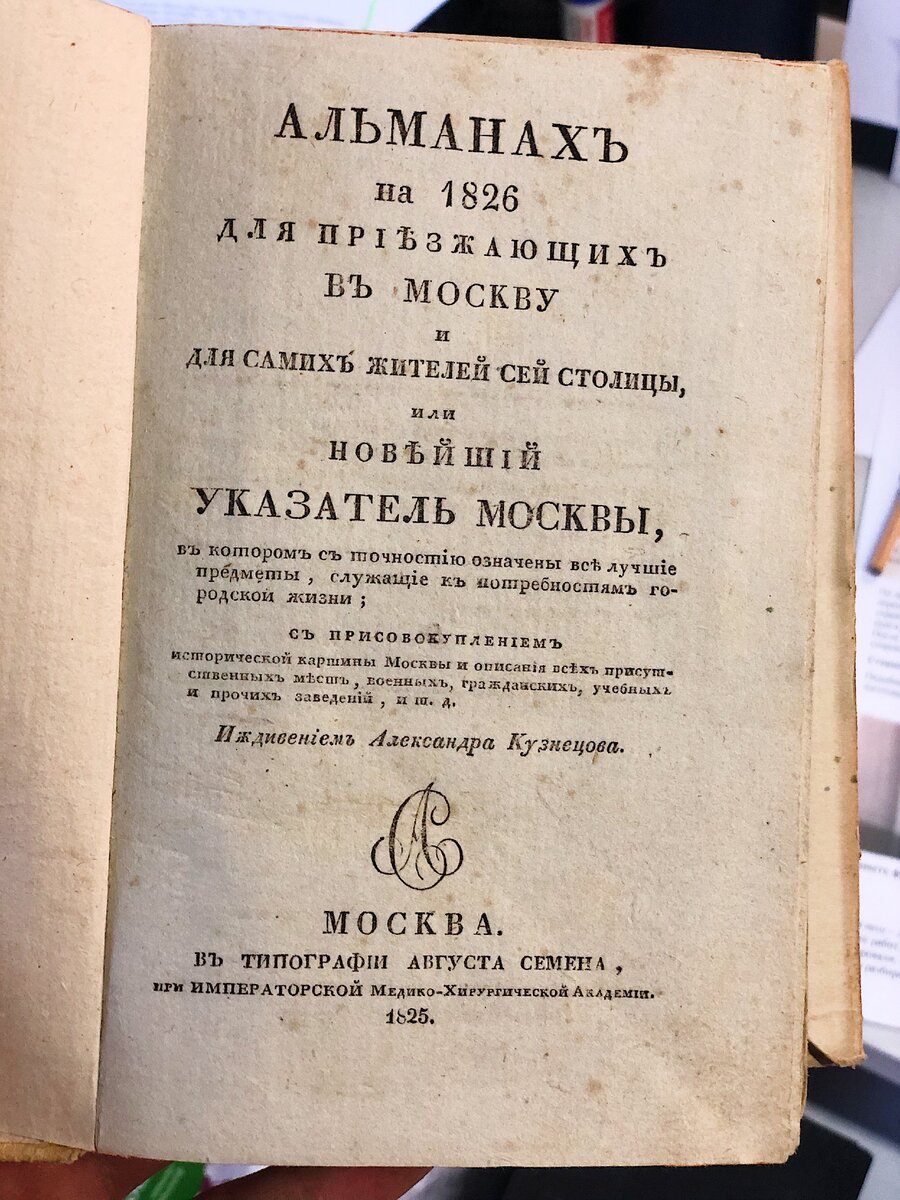 АЛЬМАНАХЪ
на 1826
ДЛЯ ПРІѢЗЖАЮЩИХЪ
ВЪ МОСКВУ
И
ДЛЯ САМИХЪ ЖИТЕЛЕЙ СЕЙ СТОЛИЦЫ,
ИЛИ
НОВѢЙШІЙ
УКАЗАТЕЛЬ МОСКВЫ,
въ которомъ съ точностію означены всѣ лучшіе
предметы, служащіе къ потребностямъ го-
родской жизни;
СЪ ПРИСОВОКУПЛЕНІЕМЪ
исторической картины Москвы и описанія всѣхъ присут-
ственныхъ мѣстъ, военныхъ, гражданскихъ, учебныхъ
и прочихъ заведеній, и т. д.
Иждивеніемъ Александра Кузнецова.
МОСКВА.
ВЪ ТИПОГРАФІИ АВГУСТА СЕМЕНА,
ПРИ ИМПЕРАТОРСКОЙ Медико-Хирургической Академіи.
1825.